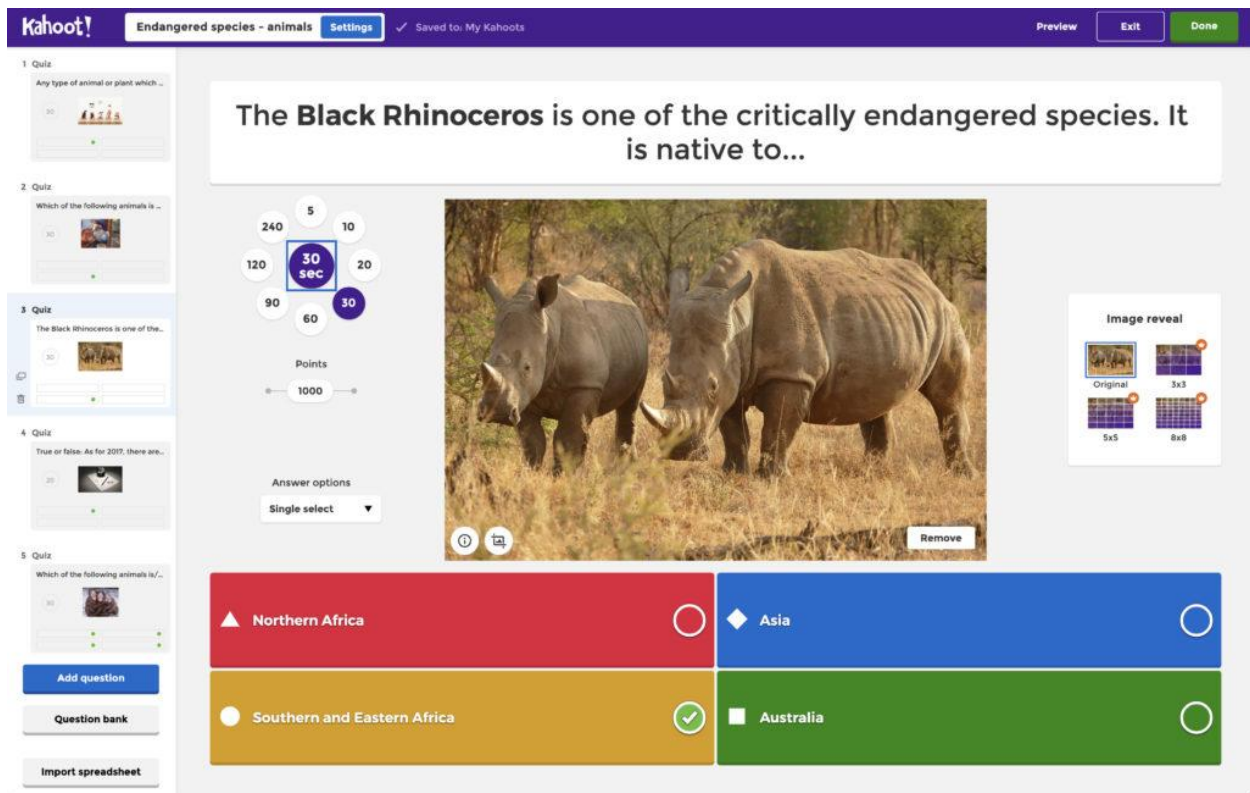 Kahoot!
Endangered species - animals
Settings
Saved to: My Kahoots
Preview
Exit
Done
1 Quiz
Any type of animal or plant which ...
30
2 Quiz
Which of the following animals is ...
30
3 Quiz
The Black Rhinoceros is one of the...
30
4 Quiz
True or false: As for 2017, there are...
20
5 Quiz
Which of the following animals is/...
30
Add question
Question bank
Import spreadsheet
The Black Rhinoceros is one of the critically endangered species. It
is native to...
5
10
20
30
60
90
120
240
30
sec
Points
1000
Answer options
Single select
Remove
Image reveal
Original
3x3
5x5
8x8
Northern Africa
Asia
Southern and Eastern Africa
Australia